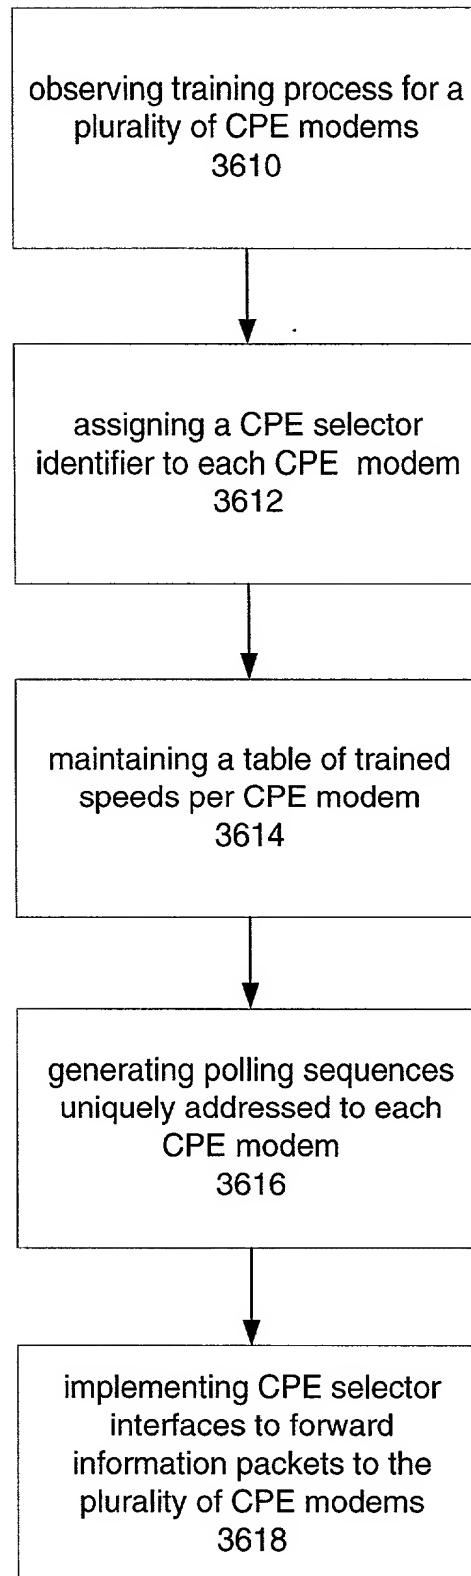 observing training process for a
plurality of CPE modems
3610
assigning a CPE selector
identifier to each CPE modem
3612
maintaining a table of trained
speeds per CPE modem
3614
generating polling sequences
uniquely addressed to each
CPE modem
3616
implementing CPE selector
interfaces to forward
information packets to the
plurality of CPE modems
3618